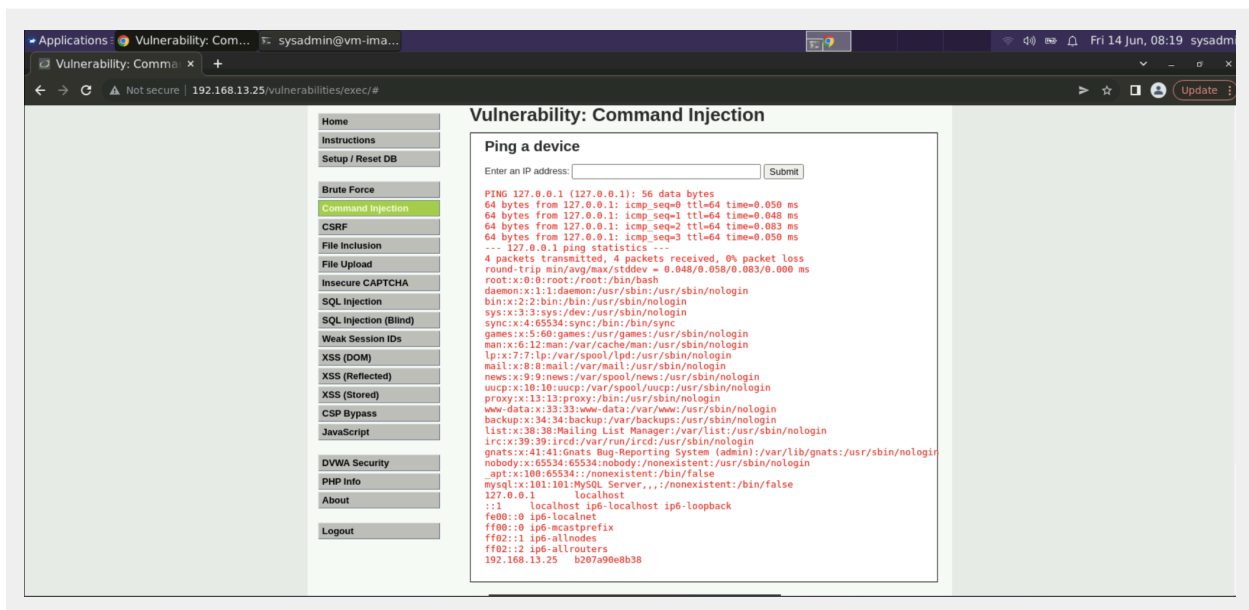 Applications
Vulnerability: Com...
sysadmin@vm-ima...
Fri 14 Jun, 08:19 sysadm
Vulnerability: Comma
Not secure | 192.168.13.25/vulnerabilities/exec/#
Update
Home
Instructions
Setup / Reset DB
Brute Force
Command Injection
CSRF
File Inclusion
File Upload
Insecure CAPTCHA
SQL Injection
SQL Injection (Blind)
Weak Session IDs
XSS (DOM)
XSS (Reflected)
XSS (Stored)
CSP Bypass
JavaScript
DVWA Security
PHP Info
About
Logout
Vulnerability: Command Injection
Ping a device
Enter an IP address:
Submit
PING 127.0.0.1 (127.0.0.1): 56 data bytes
64 bytes from 127.0.0.1: icmp_seq=0 ttl=64 time=0.050 ms
64 bytes from 127.0.0.1: icmp_seq=1 ttl=64 time=0.048 ms
64 bytes from 127.0.0.1: icmp_seq=2 ttl=64 time=0.083 ms
64 bytes from 127.0.0.1: icmp_seq=3 ttl=64 time=0.050 ms
--- 127.0.0.1 ping statistics ---
4 packets transmitted, 4 packets received, 0% packet loss
round-trip min/avg/max/stddev = 0.048/0.058/0.083/0.000 ms
root:x:0:0:root:/root:/bin/bash
daemon:x:1:1:daemon:/usr/sbin:/usr/sbin/nologin
bin:x:2:2:bin:/bin:/usr/sbin/nologin
sys:x:3:3:sys:/dev:/usr/sbin/nologin
sync:x:4:65534:sync:/bin:/bin/sync
games:x:5:60:games:/usr/games:/usr/sbin/nologin
man:x:6:12:man:/var/cache/man:/usr/sbin/nologin
lp:x:7:7:lp:/var/spool/lpd:/usr/sbin/nologin
mail:x:8:8:mail:/var/mail:/usr/sbin/nologin
news:x:9:9:news:/var/spool/news:/usr/sbin/nologin
uucp:x:10:10:uucp:/var/spool/uucp:/usr/sbin/nologin
proxy:x:13:13:proxy:/bin:/usr/sbin/nologin
www-data:x:33:33:www-data:/var/www:/usr/sbin/nologin
backup:x:34:34:backup:/var/backups:/usr/sbin/nologin
list:x:38:38:Mailing List Manager:/var/list:/usr/sbin/nologin
irc:x:39:39:ircd:/var/run/ircd:/usr/sbin/nologin
gnats:x:41:41:Gnats Bug-Reporting System (admin):/var/lib/gnats:/usr/sbin/nologin
nobody:x:65534:65534:nobody:/nonexistent:/usr/sbin/nologin
_apt:x:100:65534::/nonexistent:/bin/false
mysql:x:101:101:MySQL Server,,,:/nonexistent:/bin/false
127.0.0.1 localhost
::1 localhost ip6-localhost ip6-loopback
fe00::0 ip6-localnet
ff00::0 ip6-mcastprefix
ff02::1 ip6-allnodes
ff02::2 ip6-allrouters
192.168.13.25 b207a90e8b38